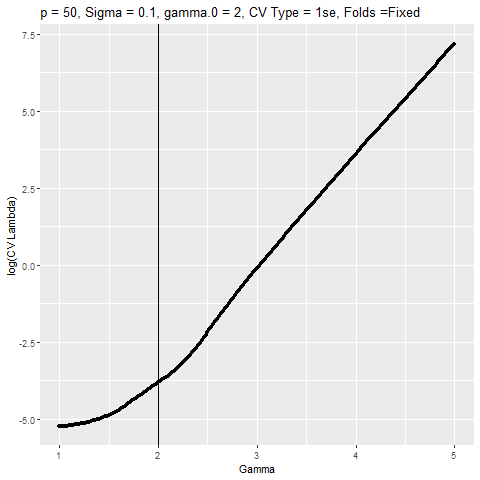 p = 50, Sigma = 0.1, gamma.0 = 2, CV Type = 1se, Folds =Fixed
7.5
5.0
2.5
0.0
-2.5
-5.0
log(CV Lambda)
1 2 3 4 5
Gamma